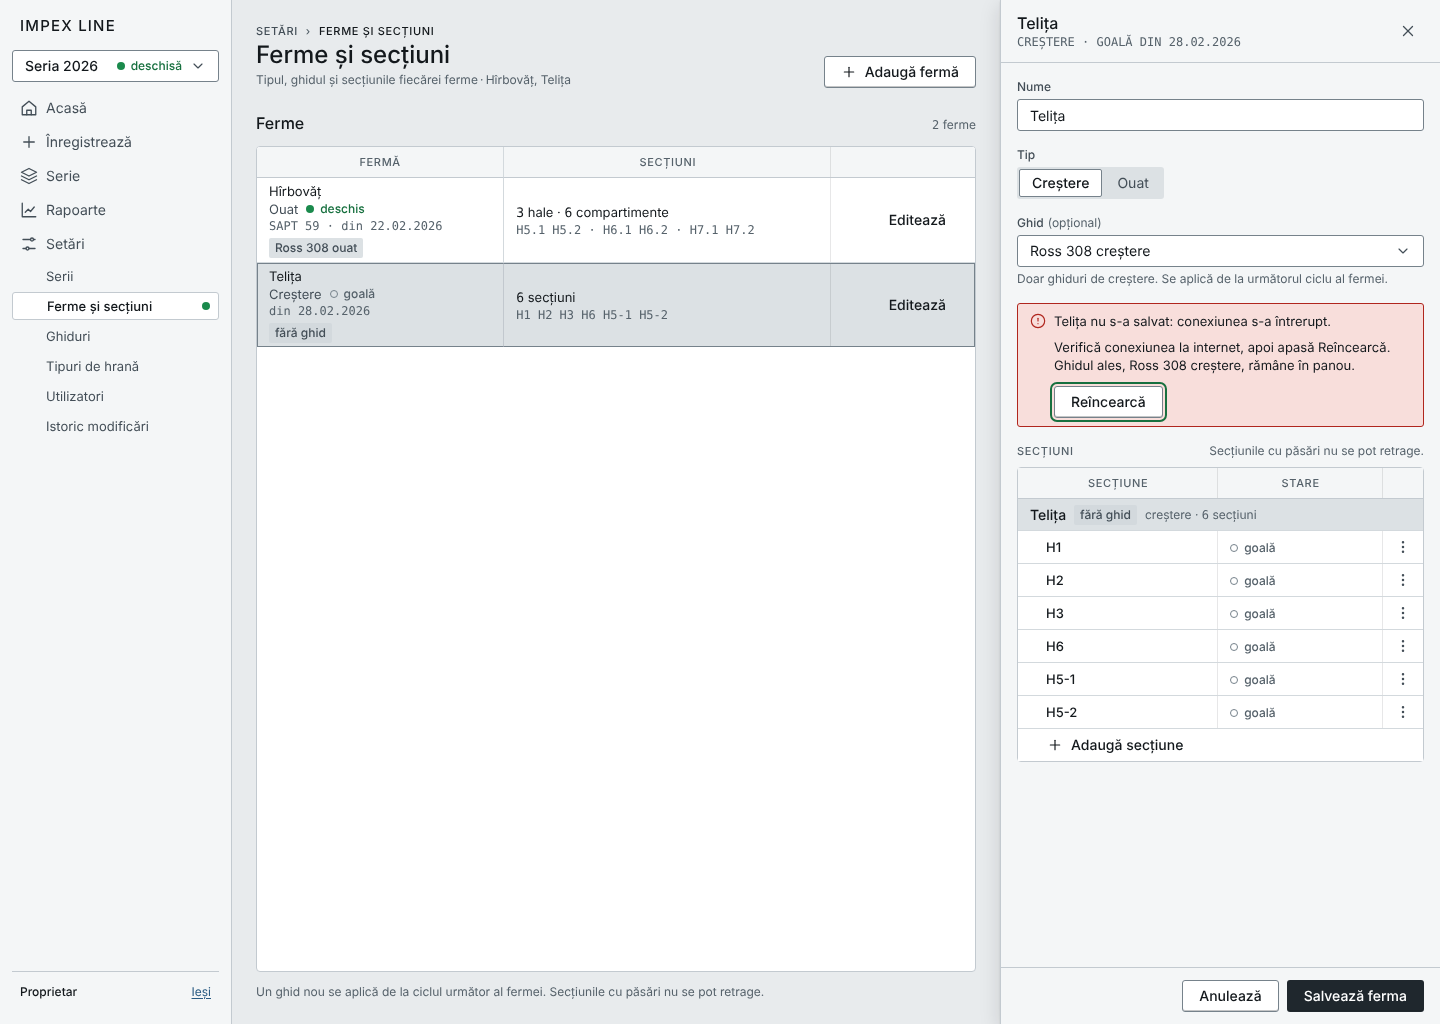 IMPEX LINE
Seria 2026 deschisă
Acasă
Înregistrează
Serie
Rapoarte
Setări
Serii
Ferme și secțiuni
Ghiduri
Tipuri de hrană
Utilizatori
Istoric modificări
Proprietar Ieși
SETĂRI › FERME ȘI SECȚIUNI
Ferme și secțiuni
Tipul, ghidul și secțiunile fiecărei ferme · Hîrbovăț, Telița
Adaugă fermă
Ferme
2 ferme
FERMĂ SECȚIUNI
Hîrbovăț
Ouat deschis
SAPT 59 · din 22.02.2026
Ross 308 ouat
3 hale · 6 compartimente
H5.1 H5.2 · H6.1 H6.2 · H7.1 H7.2
Editează
Telița
Creștere goală
din 28.02.2026
fără ghid
6 secțiuni
H1 H2 H3 H6 H5-1 H5-2
Editează
Un ghid nou se aplică de la ciclul următor al fermei. Secțiunile cu păsări nu se pot retrage.
Telița
CREȘTERE · GOALĂ DIN 28.02.2026
Nume
Telița
Tip
Creștere Ouat
Ghid (opțional)
Ross 308 creștere
Doar ghiduri de creștere. Se aplică de la următorul ciclu al fermei.
Telița nu s-a salvat: conexiunea s-a întrerupt.
Verifică conexiunea la internet, apoi apasă Reîncearcă.
Ghidul ales, Ross 308 creștere, rămâne în panou.
Reîncearcă
SECȚIUNI Secțiunile cu păsări nu se pot retrage.
SECȚIUNE STARE
Telița fără ghid creștere · 6 secțiuni
H1 goală
H2 goală
H3 goală
H6 goală
H5-1 goală
H5-2 goală
Adaugă secțiune
Anulează Salvează ferma